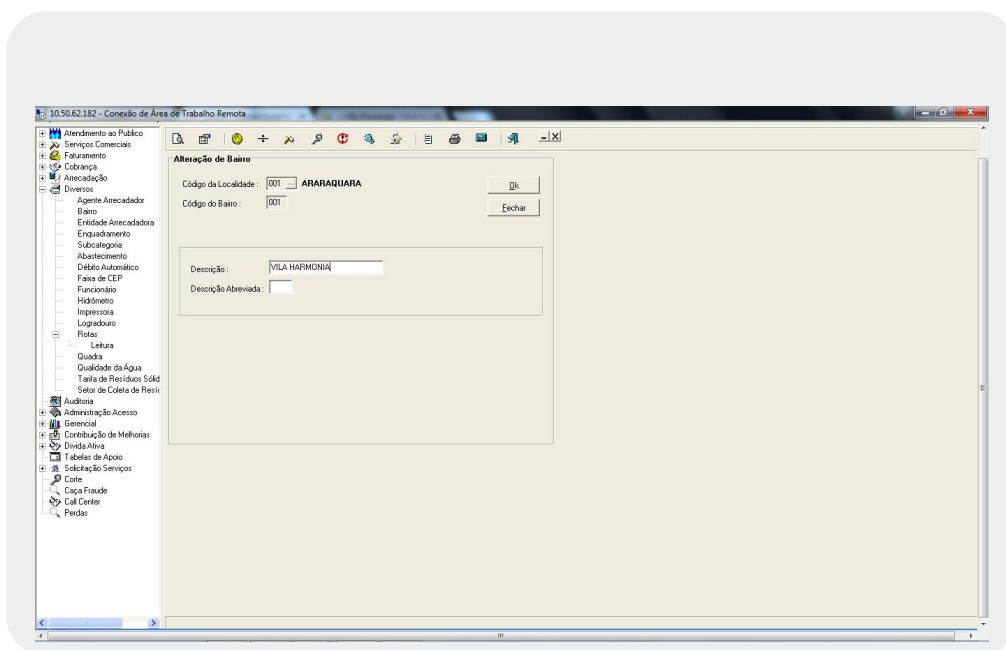 10.50.62.182 - Conexão de Área de Trabalho Remota
Atendimento ao Publico
Serviços Comerciais
Faturamento
Cobrança
Arrecadação
Diversos
Agente Arrecadador
Bairro
Entidade Arrecadadora
Enquadramento
Subcategoria
Abastecimento
Débito Automático
Faixa de CEP
Funcionário
Hidrômetro
Impressora
Logradouro
Rotas
Leitura
Quadra
Qualidade da Água
Tarifa de Resíduos Sólid
Setor de Coleta de Resíc
Auditoria
Administração Acesso
Gerencial
Contribuição de Melhorias
Divida Ativa
Tabelas de Apoio
Solicitação Serviços
Corte
Caça Fraude
Call Center
Perdas
Alteração de Bairro
Código da Localidade : 001 ... ARARAQUARA
Ok
Código do Bairro : 001
Fechar
Descrição : VILA HARMONIA
Descrição Abreviada :